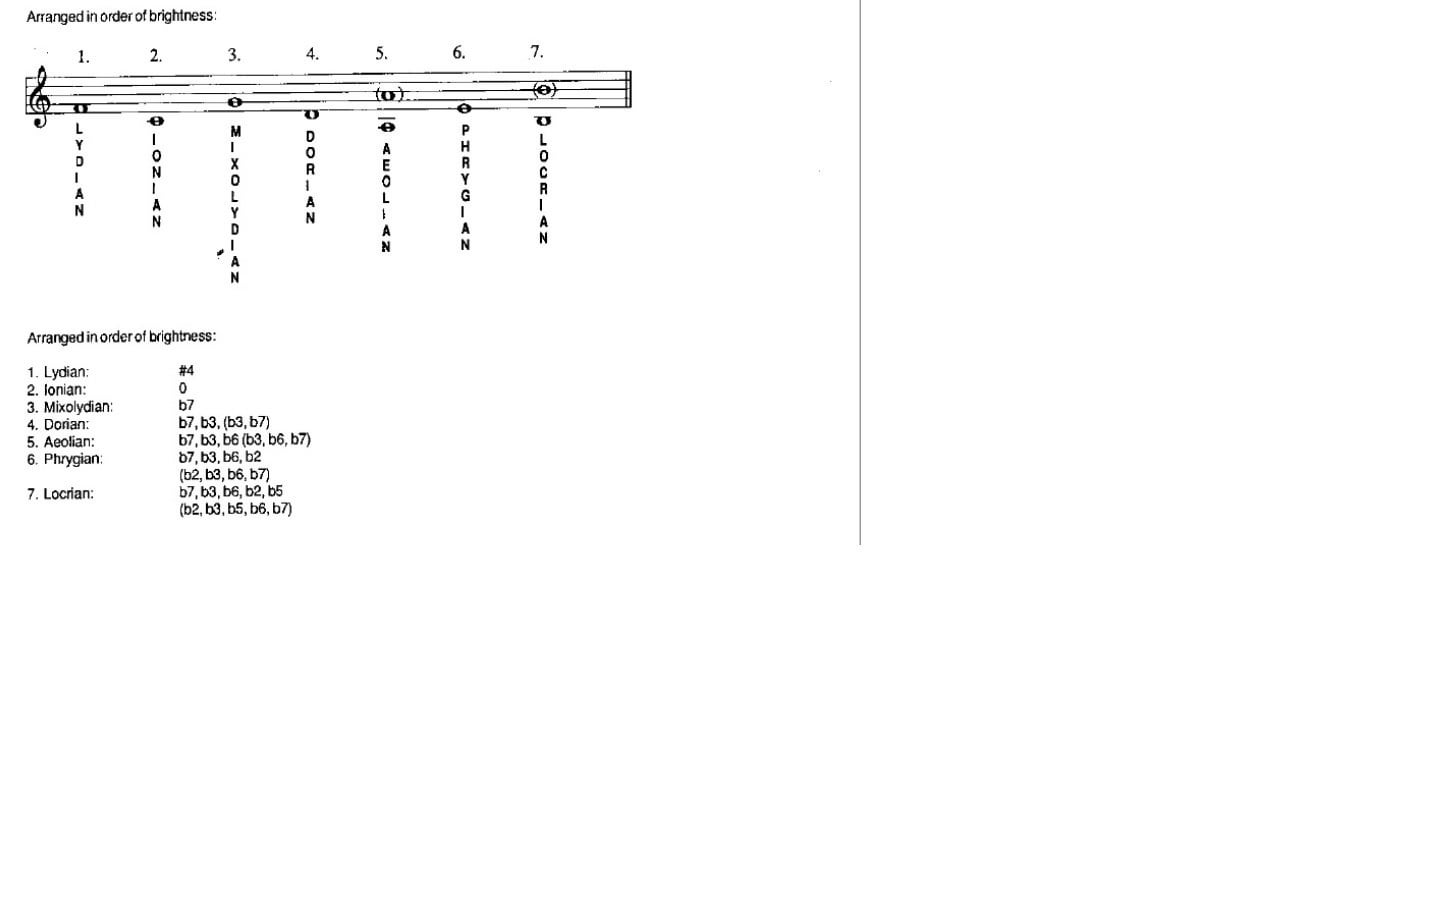 Arranged in order of brightness:
1. 2. 3. 4. 5. 6. 7.
LYDIAN
IONIAN
MIXOLYDIAN
DORIAN
AEOLIAN
PHRYGIAN
LOCRIAN
Arranged in order of brightness:
1. Lydian: #4
2. Ionian: 0
3. Mixolydian: b7
4. Dorian: b7, b3, (b3, b7)
5. Aeolian: b7, b3, b6 (b3, b6, b7)
6. Phrygian: b7, b3, b6, b2
(b2, b3, b6, b7)
7. Locrian: b7, b3, b6, b2, b5
(b2, b3, b5, b6, b7)